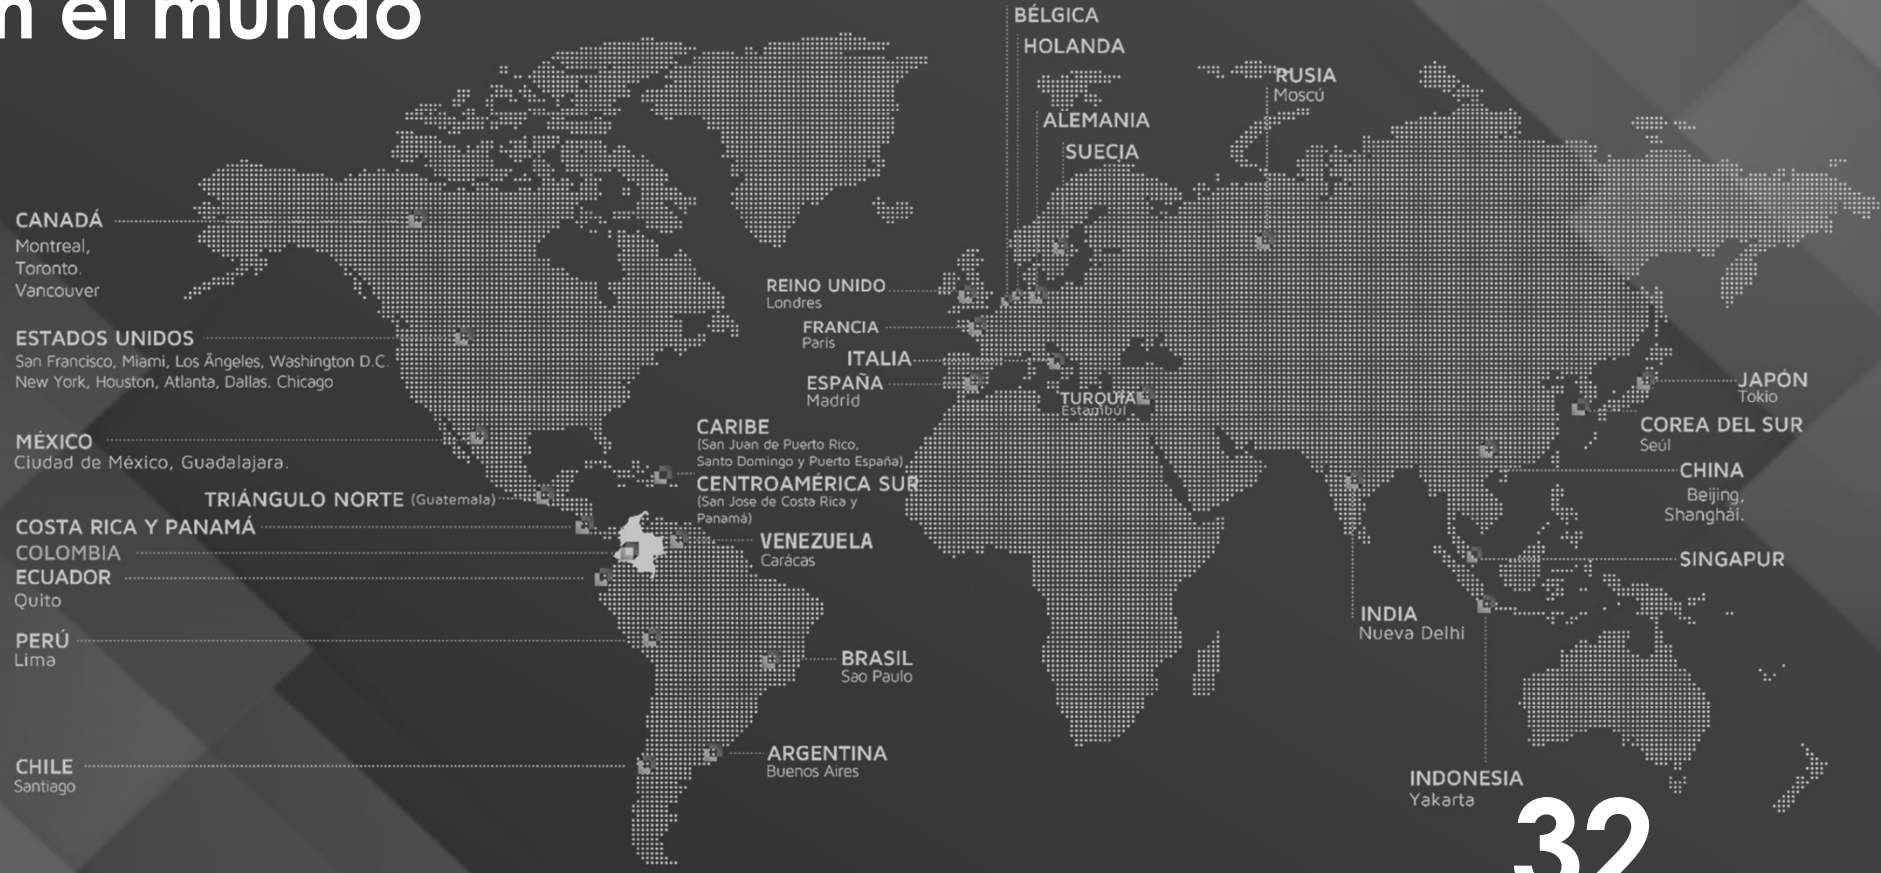 n el mundo
BÉLGICA
HOLANDA
RUSIA
Moscú
ALEMANIA
SUECIA
CANADÁ
Montreal,
Toronto.
Vancouver
REINO UNIDO
Londres
FRANCIA
París
ESTADOS UNIDOS
San Francisco, Miami, Los Ángeles, Washington D.C.
New York, Houston, Atlanta, Dallas. Chicago
ITALIA
ESPAÑA
Madrid
TURQUÍA
Estambúl
JAPÓN
Tokio
COREA DEL SUR
Seúl
MÉXICO
Ciudad de México, Guadalajara.
CARIBE
(San Juan de Puerto Rico,
Santo Domingo y Puerto España)
CENTROAMÉRICA SUR
(San Jose de Costa Rica y
Panamá)
CHINA
Beijing,
Shanghái.
TRIÁNGULO NORTE (Guatemala)
COSTA RICA Y PANAMÁ
COLOMBIA
ECUADOR
Quito
VENEZUELA
Carácas
SINGAPUR
INDIA
Nueva Delhi
PERÚ
Lima
BRASIL
Sao Paulo
ARGENTINA
Buenos Aires
CHILE
Santiago
INDONESIA
Yakarta
32